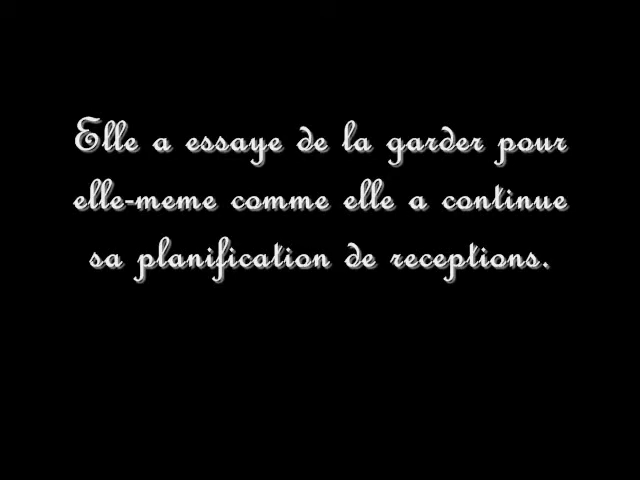 Elle a essaye de la garder pour
elle-meme comme elle a continue
sa planification de receptions.